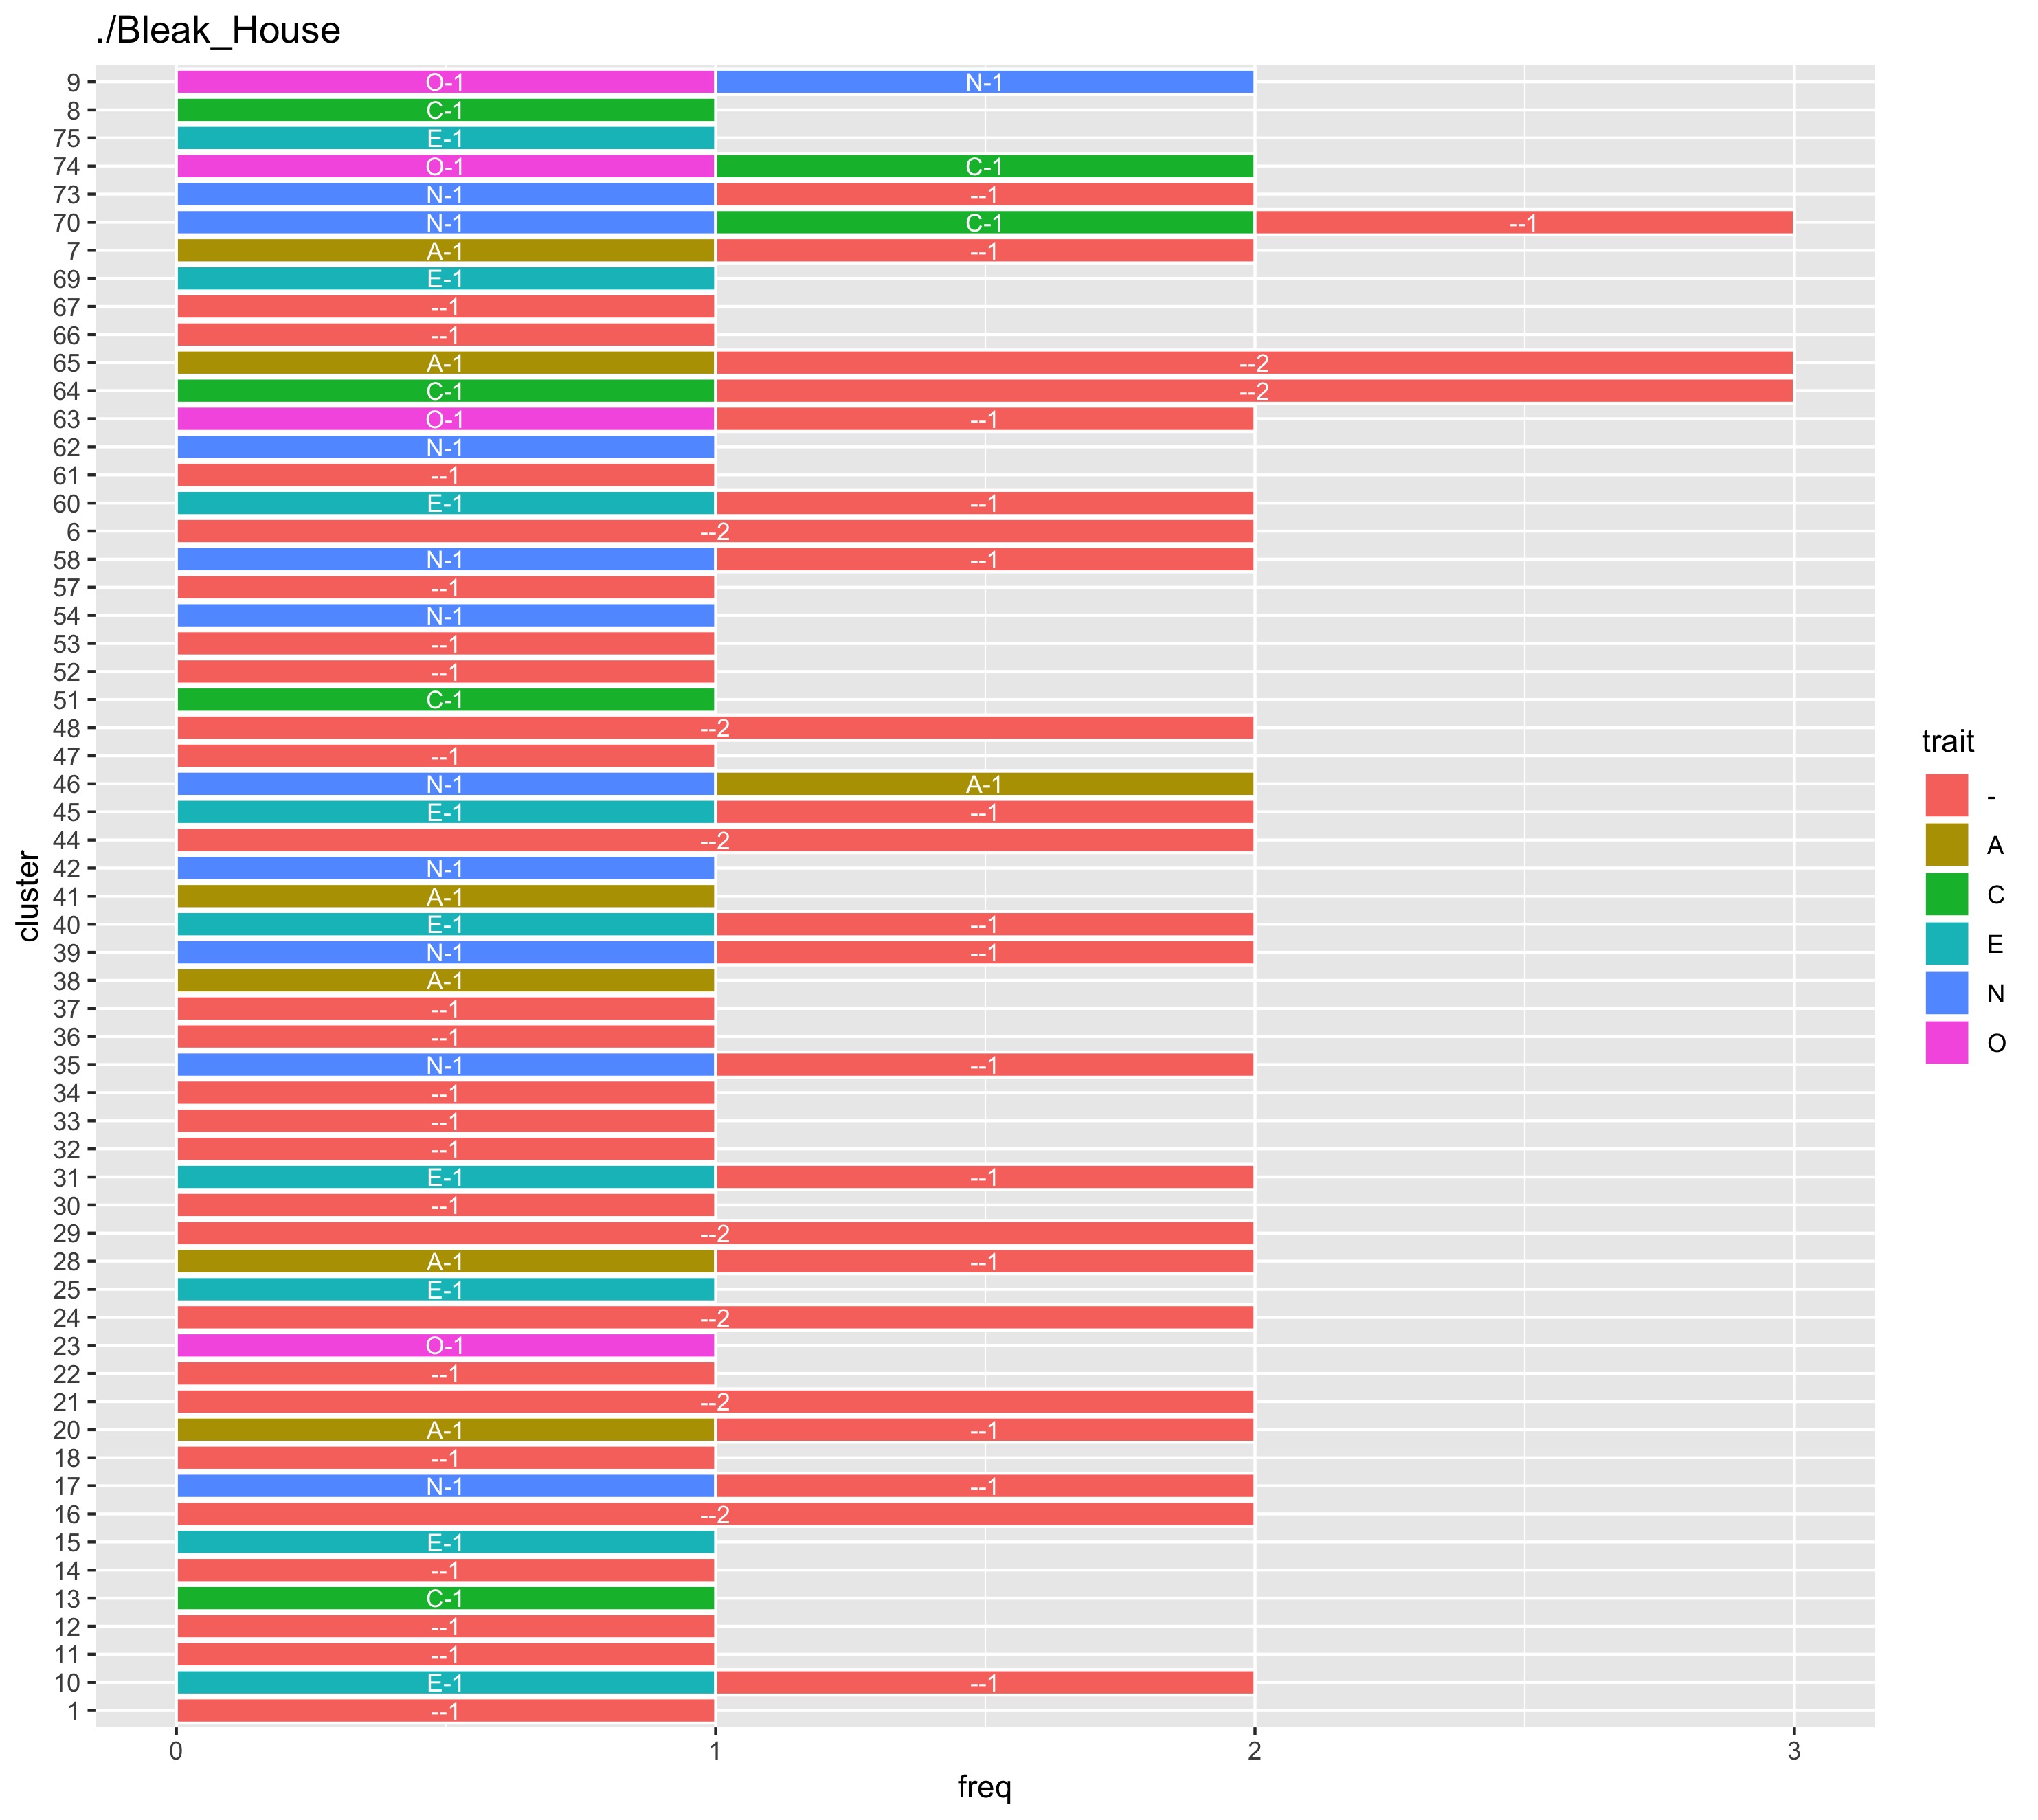 ./Bleak_House
9 O-1 N-1
8 C-1
75 E-1
74 O-1 C-1
73 N-1 --1
70 N-1 C-1 --1
7 A-1 --1
69 E-1
67 --1
66 --1
65 A-1 --2
64 C-1 --2
63 O-1 --1
62 N-1
61 --1
60 E-1 --1
6 --2
58 N-1 --1
57 --1
54 N-1
53 --1
52 --1
51 C-1
48 --2
47 --1
46 N-1 A-1
45 E-1 --1
44 --2
42 N-1
41 A-1
40 E-1 --1
39 N-1 --1
38 A-1
37 --1
36 --1
35 N-1 --1
34 --1
33 --1
32 --1
31 E-1 --1
30 --1
29 --2
28 A-1 --1
25 E-1
24 --2
23 O-1
22 --1
21 --2
20 A-1 --1
18 --1
17 N-1 --1
16 --2
15 E-1
14 --1
13 C-1
12 --1
11 --1
10 E-1 --1
1 --1
0 1 2 3
freq
cluster
trait
-
A
C
E
N
O